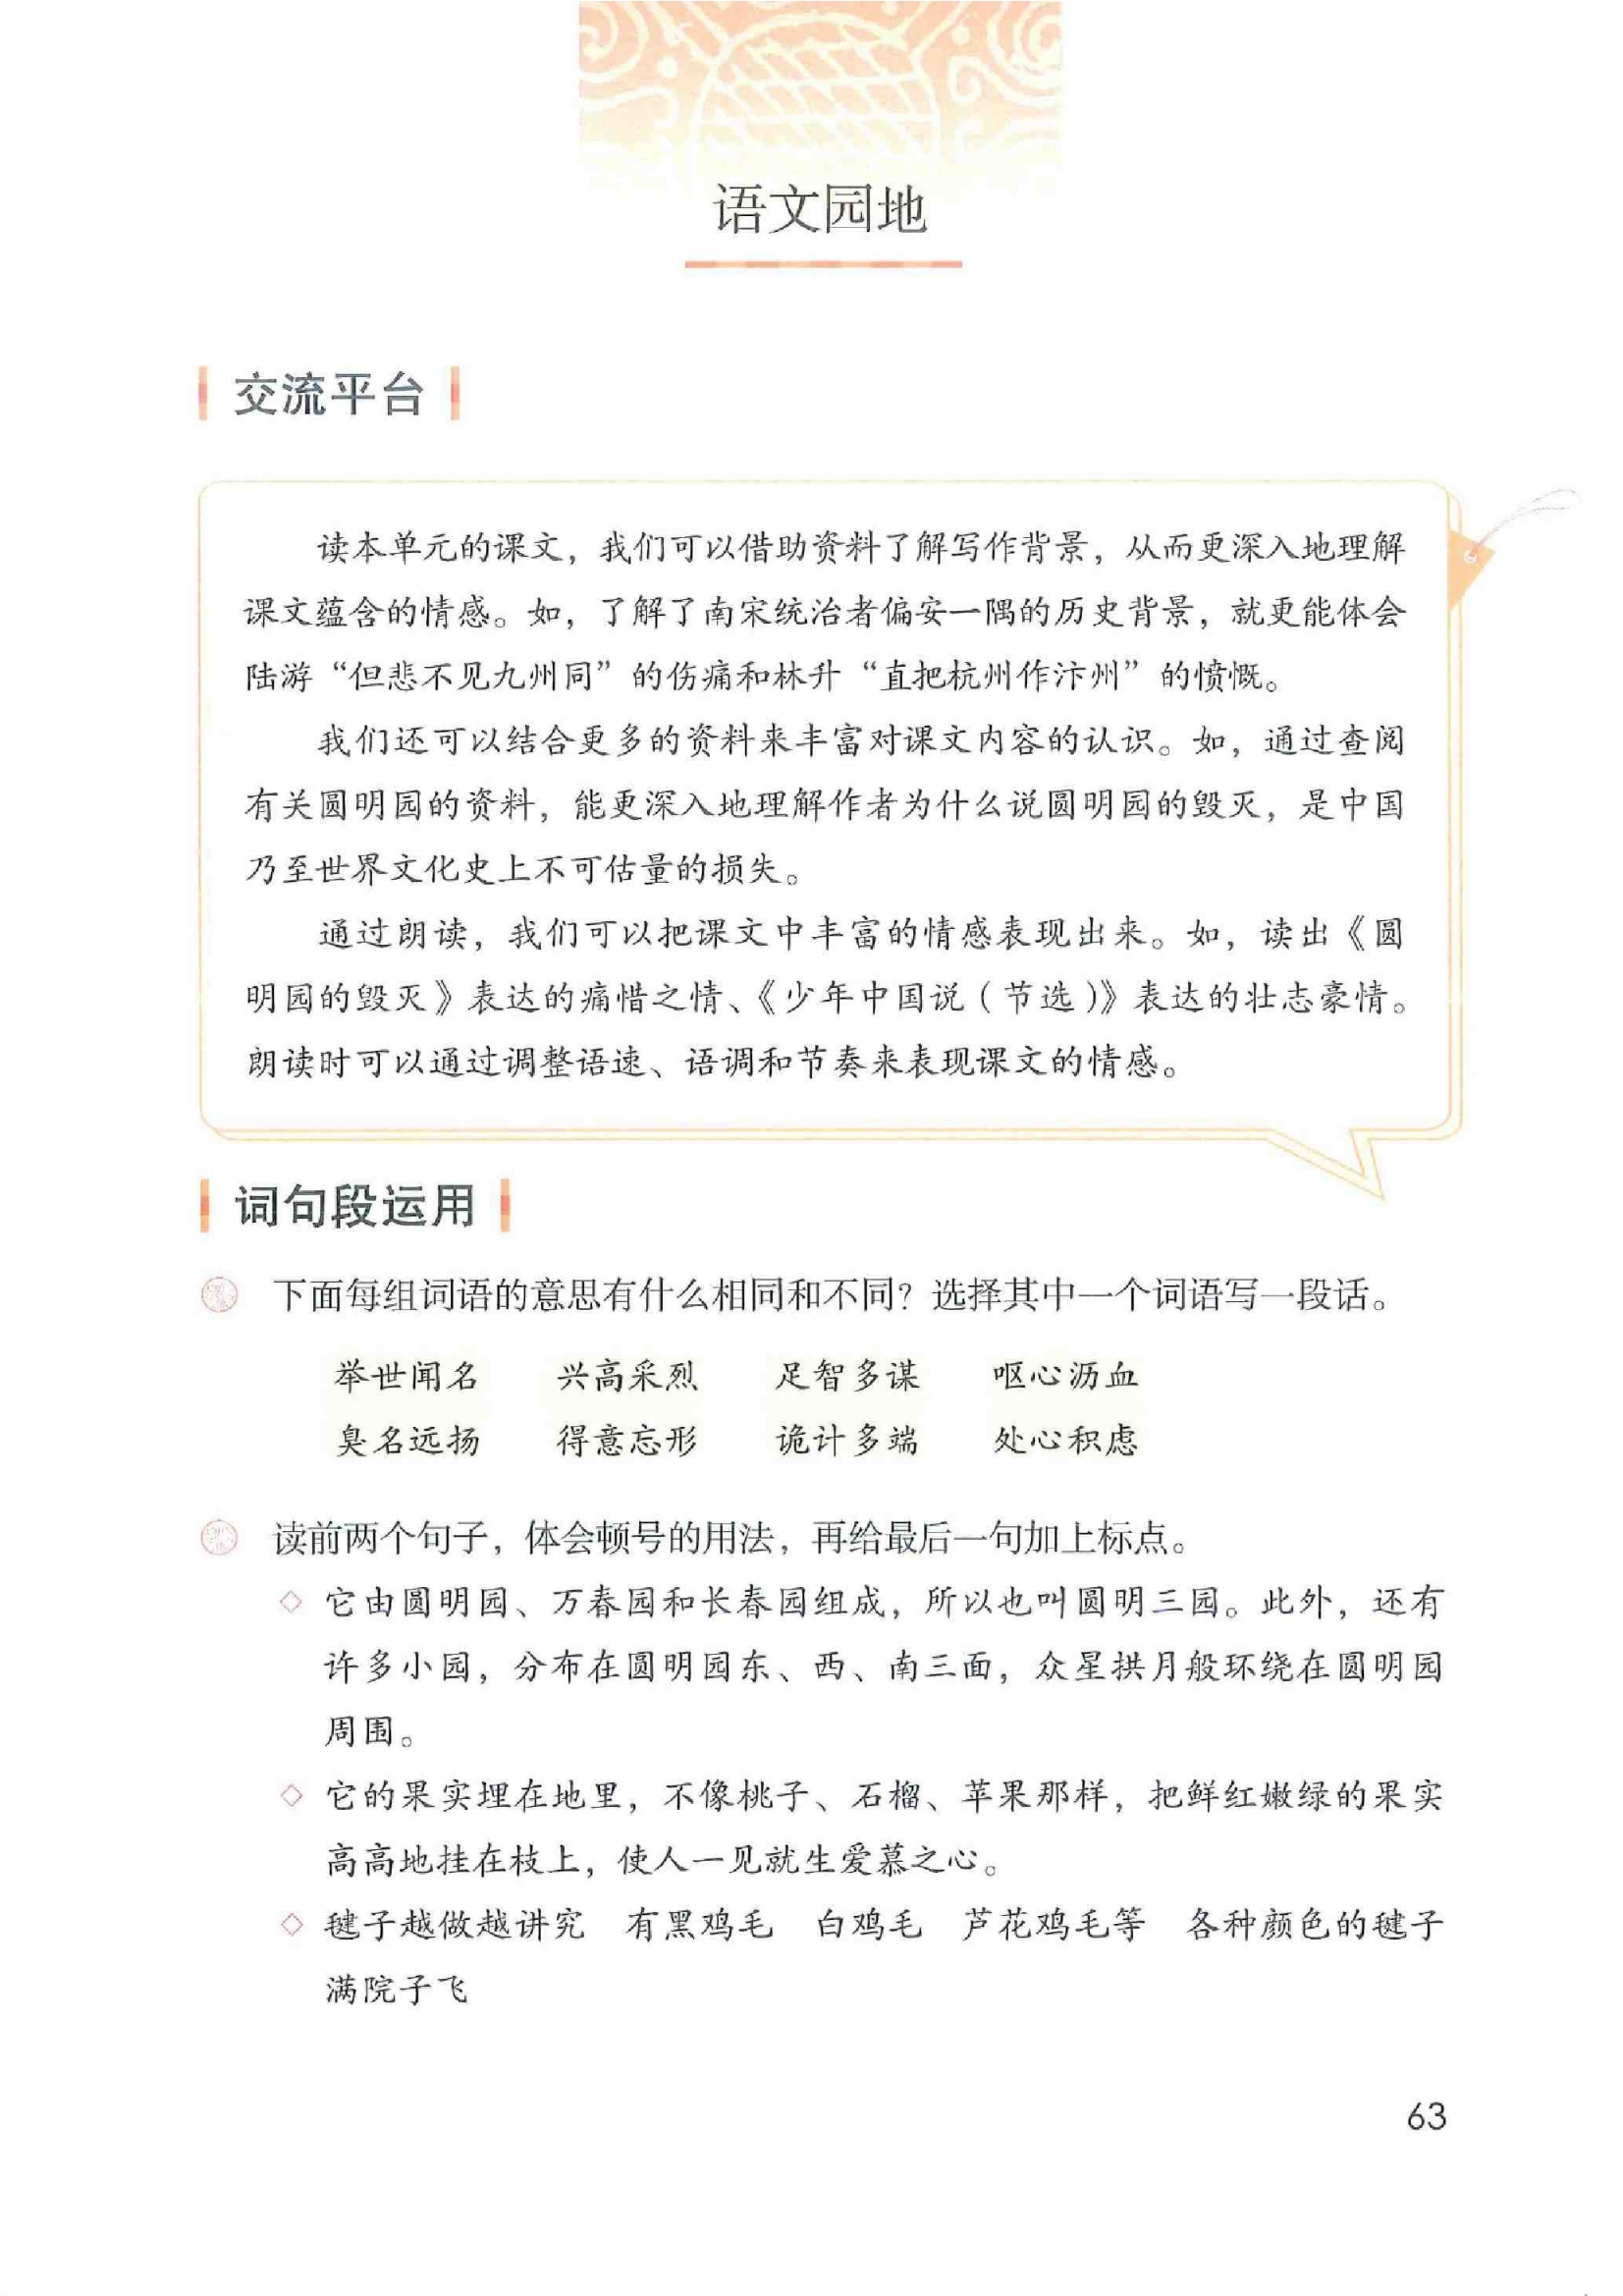 语文园地
交流平台
读本单元的课文，我们可以借助资料了解写作背景，从而更深入地理解
课文蕴含的情感。如，了解了南宋统治者偏安一隅的历史背景，就更能体会
陆游“但悲不见九州同”的伤痛和林升“直把杭州作汴州”的愤慨。
我们还可以结合更多的资料来丰富对课文内容的认识。如，通过查阅
有关圆明园的资料，能更深入地理解作者为什么说圆明园的毁灭，是中国
乃至世界文化史上不可估量的损失。
通过朗读，我们可以把课文中丰富的情感表现出来。如，读出《圆
明园的毁灭》表达的痛惜之情、《少年中国说（节选）》表达的壮志豪情。
朗读时可以通过调整语速、语调和节奏来表现课文的情感。
词句段运用
下面每组词语的意思有什么相同和不同？选择其中一个词语写一段话。
举世闻名 兴高采烈 足智多谋 呕心沥血
臭名远扬 得意忘形 诡计多端 处心积虑
读前两个句子，体会顿号的用法，再给最后一句加上标点。
◇ 它由圆明园、万春园和长春园组成，所以也叫圆明三园。此外，还有
许多小园，分布在圆明园东、西、南三面，众星拱月般环绕在圆明园
周围。
◇ 它的果实埋在地里，不像桃子、石榴、苹果那样，把鲜红嫩绿的果实
高高地挂在枝上，使人一见就生爱慕之心。
◇ 毽子越做越讲究 有黑鸡毛 白鸡毛 芦花鸡毛等 各种颜色的毽子
满院子飞
63